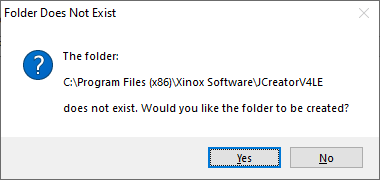 Folder Does Not Exist
The folder:
C:\Program Files (x86)\Xinox Software\JCreatorV4LE
does not exist. Would you like the folder to be created?
Yes
No